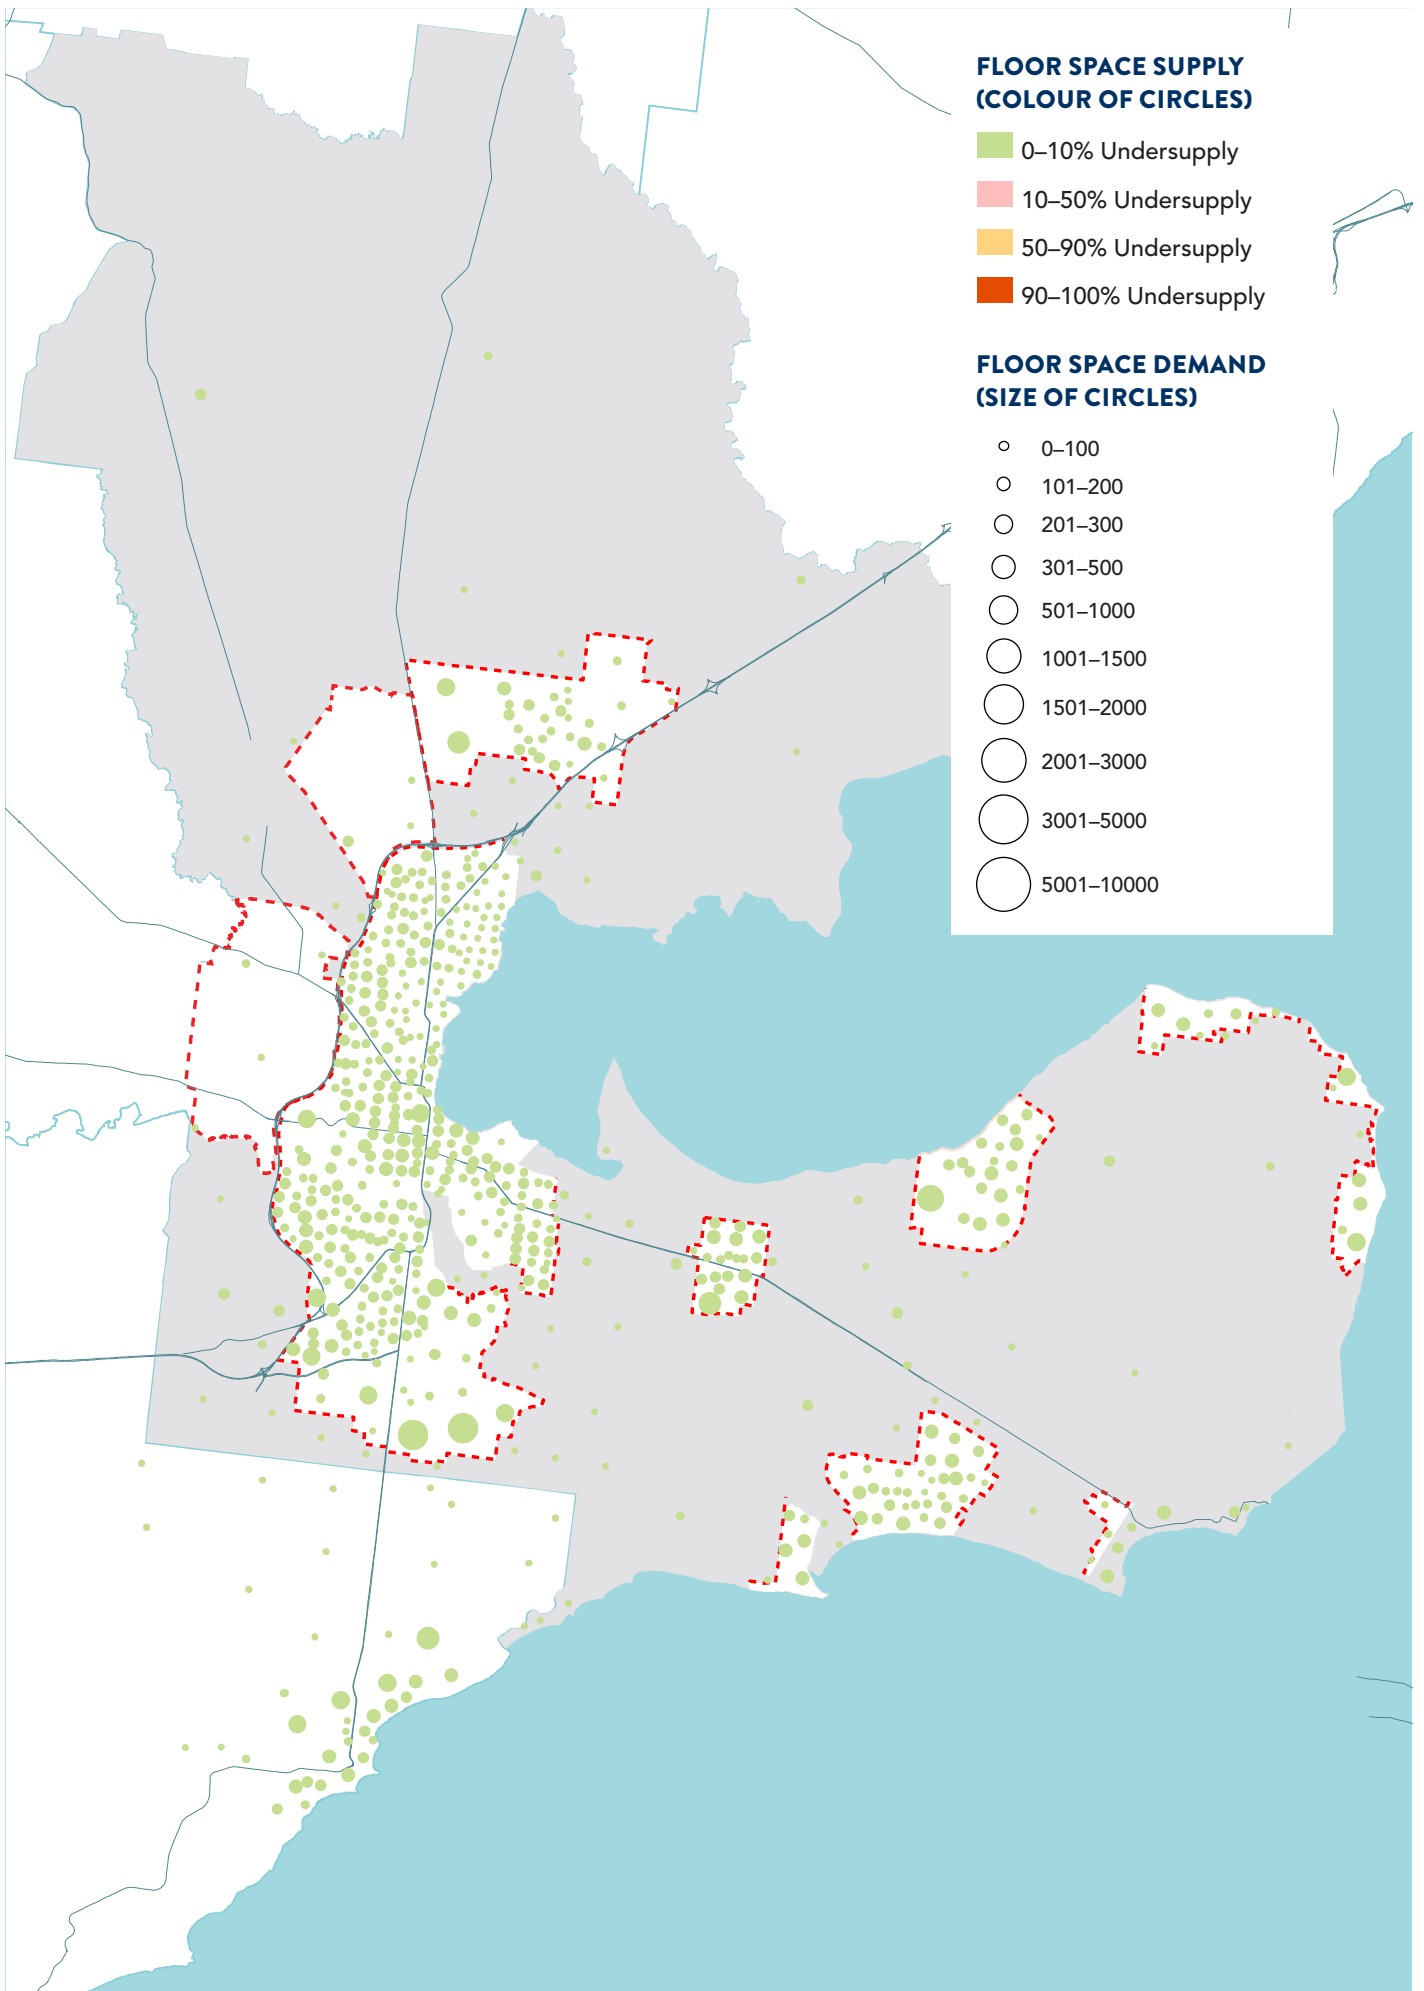 FLOOR SPACE SUPPLY
(COLOUR OF CIRCLES)
0–10% Undersupply
10–50% Undersupply
50–90% Undersupply
90–100% Undersupply
FLOOR SPACE DEMAND
(SIZE OF CIRCLES)
0–100
101–200
201–300
301–500
501–1000
1001–1500
1501–2000
2001–3000
3001–5000
5001–10000